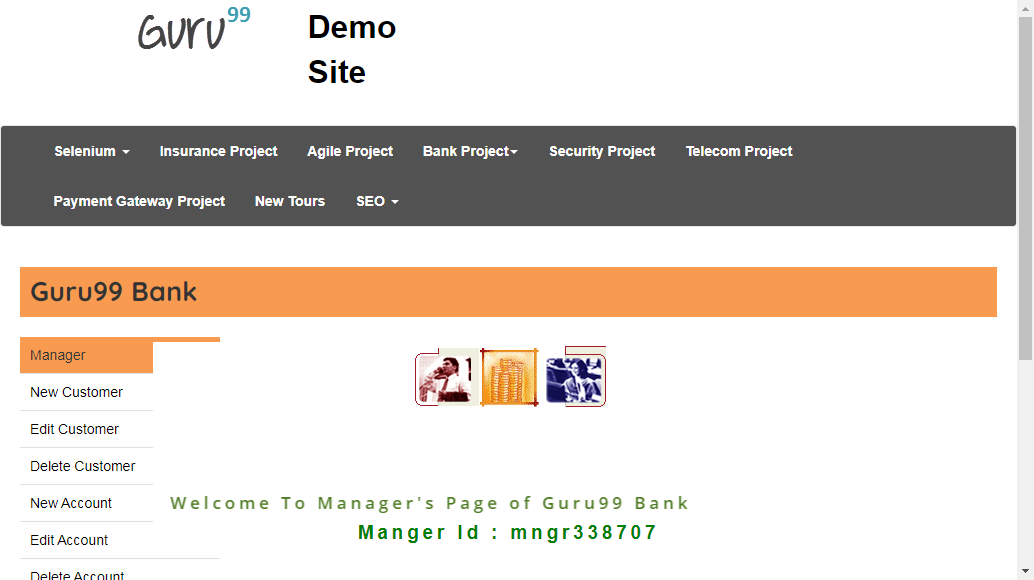 Guru99
Demo
Site
Selenium Insurance Project Agile Project Bank Project Security Project Telecom Project
Payment Gateway Project New Tours SEO
Guru99 Bank
Manager
New Customer
Edit Customer
Delete Customer
New Account
Edit Account
Delete Account
Welcome To Manager's Page of Guru99 Bank
Manger Id : mngr338707